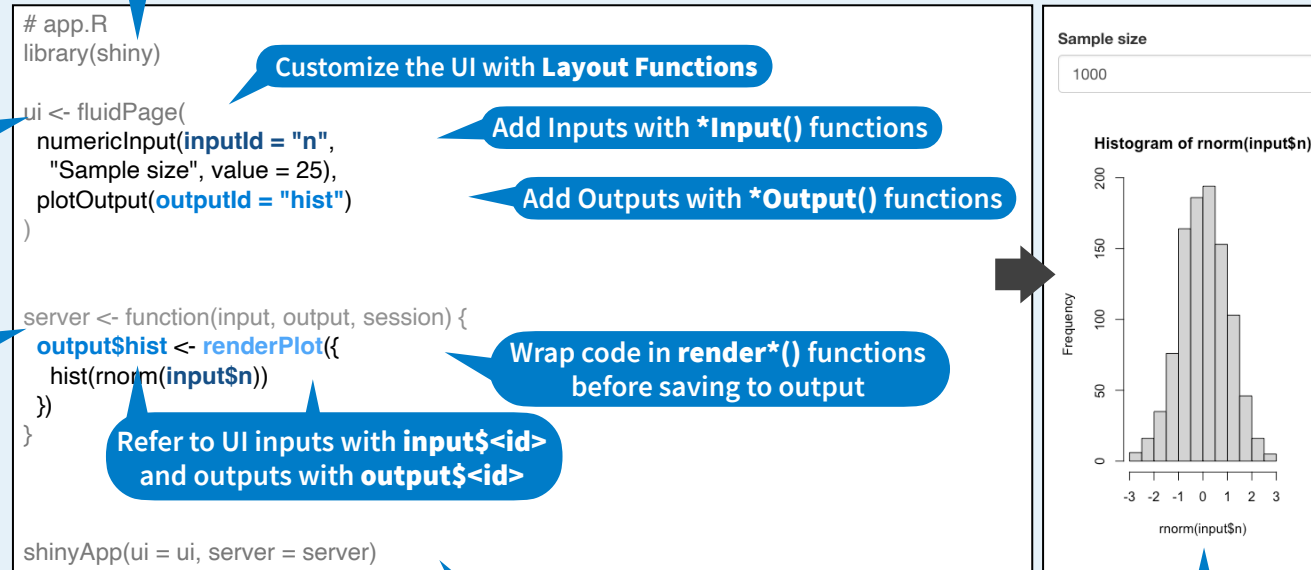 # app.R
library(shiny)
Customize the UI with Layout Functions
ui <- fluidPage(
numericInput(inputId = "n",
"Sample size", value = 25),
Add Inputs with *Input() functions
plotOutput(outputId = "hist")
Add Outputs with *Output() functions
)
server <- function(input, output, session) {
output$hist <- renderPlot({
hist(rnorm(input$n))
})
}
Wrap code in render*() functions
before saving to output
Refer to UI inputs with input$<id>
and outputs with output$<id>
shinyApp(ui = ui, server = server)
Sample size
1000
Histogram of rnorm(input$n)
Frequency
200
150
100
50
0
-3 -2 -1 0 1 2 3
rnorm(input$n)